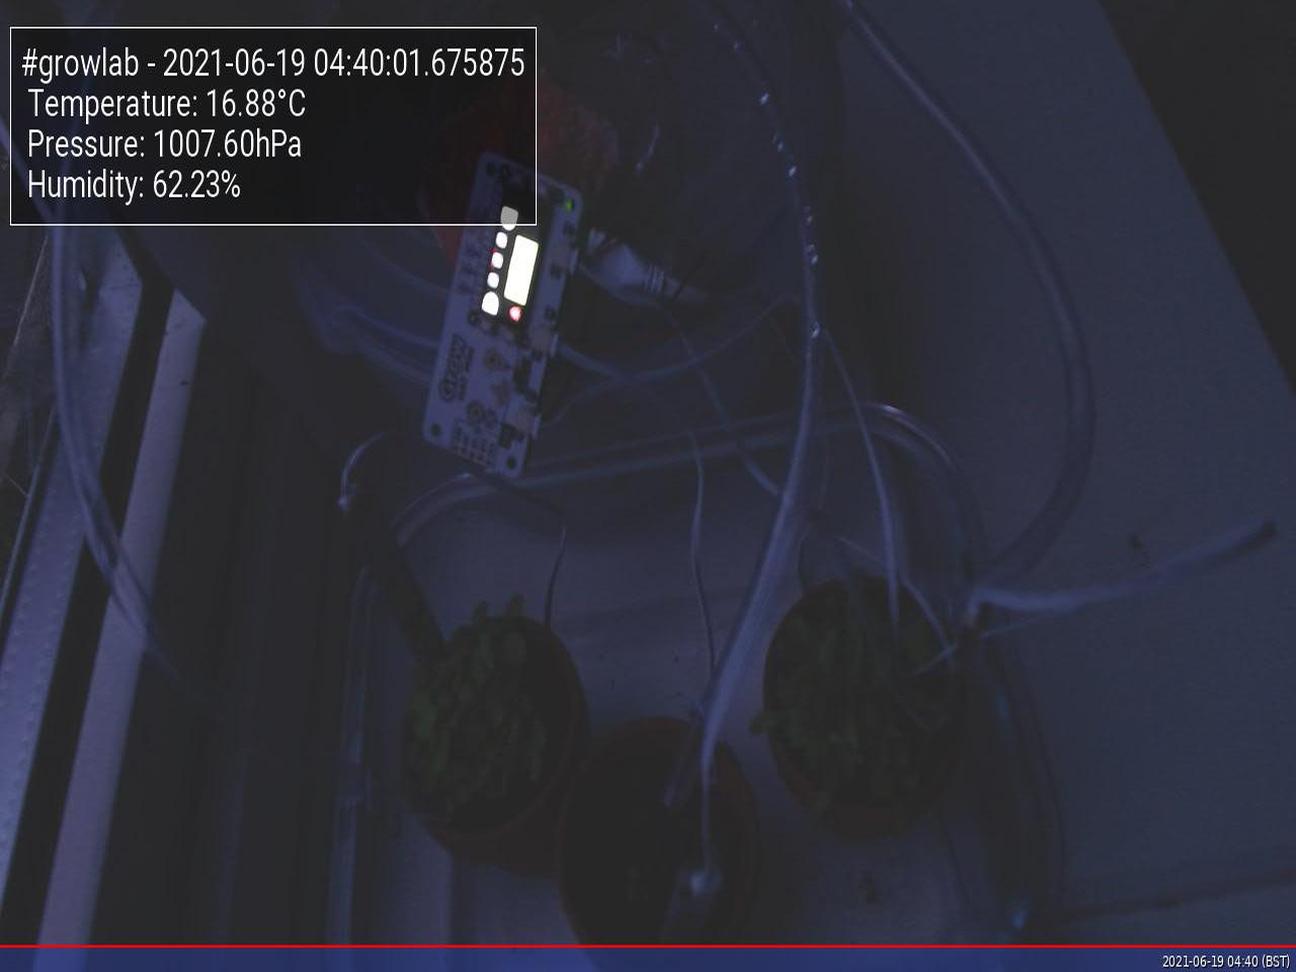 #growlab - 2021-06-19 04:40:01.675875
Temperature: 16.88°C
Pressure: 1007.60hPa
Humidity: 62.23%
GROW
2021-06-19 04:40 (BST)